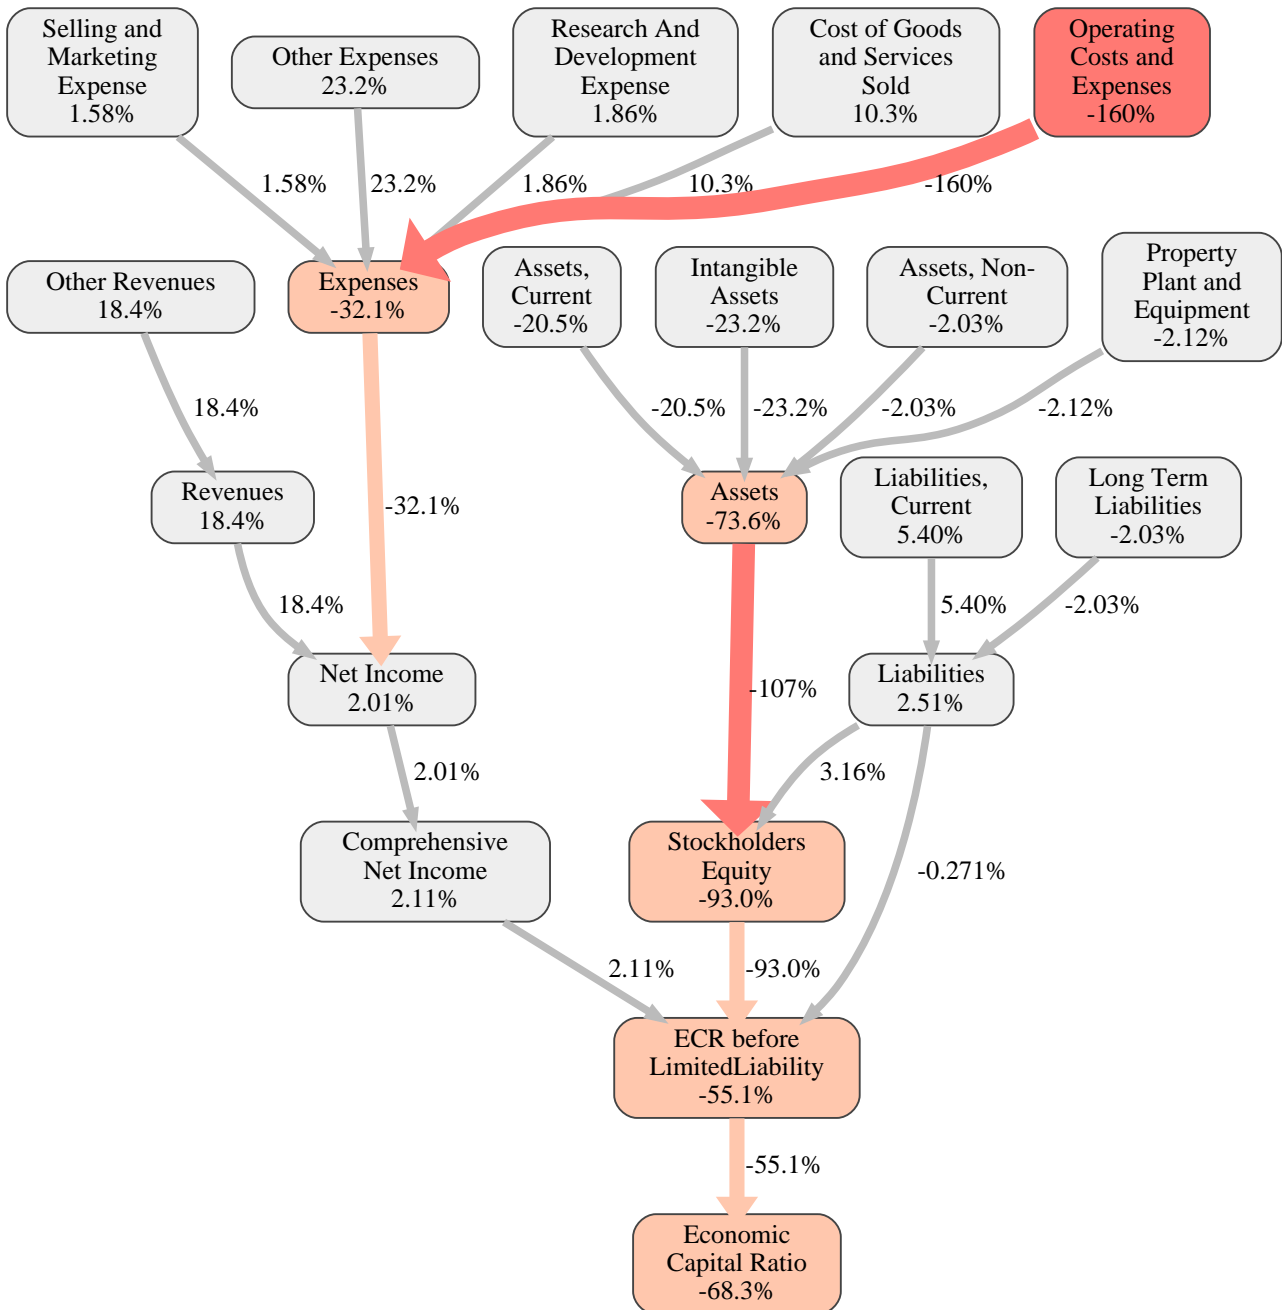 Selling and
Marketing
Expense
1.58%
Other Expenses
23.2%
Research And
Development
Expense
1.86%
Cost of Goods
and Services
Sold
10.3%
Operating
Costs and
Expenses
-160%
1.58%
23.2%
1.86%
10.3%
-160%
Other Revenues
18.4%
Expenses
-32.1%
Assets,
Current
-20.5%
Intangible
Assets
-23.2%
Assets, Non-
Current
-2.03%
Property
Plant and
Equipment
-2.12%
18.4%
-20.5%
-23.2%
-2.03%
-2.12%
Revenues
18.4%
-32.1%
Assets
-73.6%
Liabilities,
Current
5.40%
Long Term
Liabilities
-2.03%
18.4%
5.40%
-2.03%
Net Income
2.01%
-107%
Liabilities
2.51%
2.01%
3.16%
Comprehensive
Net Income
2.11%
Stockholders
Equity
-93.0%
-0.271%
2.11%
-93.0%
ECR before
LimitedLiability
-55.1%
-55.1%
Economic
Capital Ratio
-68.3%